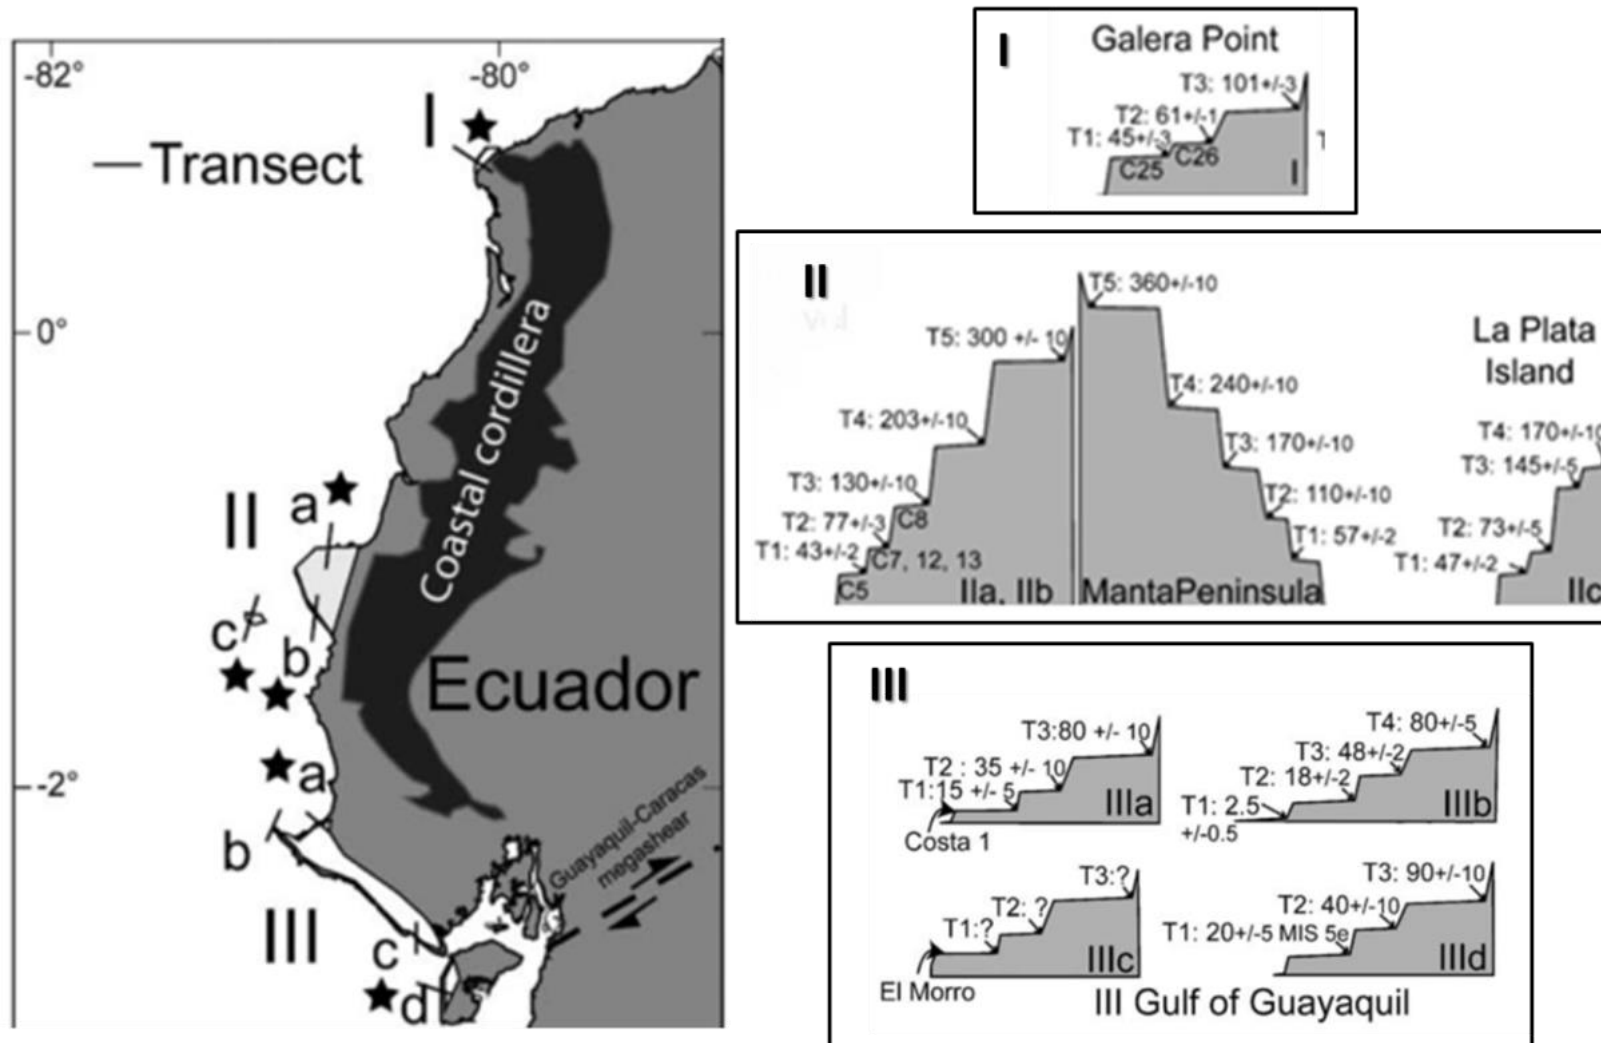 -82°
-80°
I
Transect
0°
Coastal cordillera
a
II
c
b
Ecuador
-2°
a
b
Guayaquil-Caracas
megashear
III
c
d
I
Galera Point
T3: 101+/-3
T2: 61+/-1
T1: 45+/-3
C26
C25
I
II
T5: 360+/-10
T5: 300 +/- 10
La Plata
Island
T4: 240+/-10
T4: 203+/-10
T4: 170+/-10
T3: 170+/-10
T3: 145+/-5
T3: 130+/-10
T2: 110+/-10
C8
T2: 77+/-3
T2: 73+/-5
T1: 57+/-2
T1: 43+/-2
C7, 12, 13
T1: 47+/-2
C5
IIa, IIb
MantaPeninsula
IIc
III
T3:80 +/- 10
T4: 80+/-5
T3: 48+/-2
T2 : 35 +/- 10
T2: 18+/-2
T1:15 +/- 5
IIIa
T1: 2.5
+/-0.5
IIIb
Costa 1
T3:?
T3: 90+/-10
T2: ?
T2: 40+/-10
T1:?
T1: 20+/-5 MIS 5e
IIIc
IIId
El Morro
III Gulf of Guayaquil